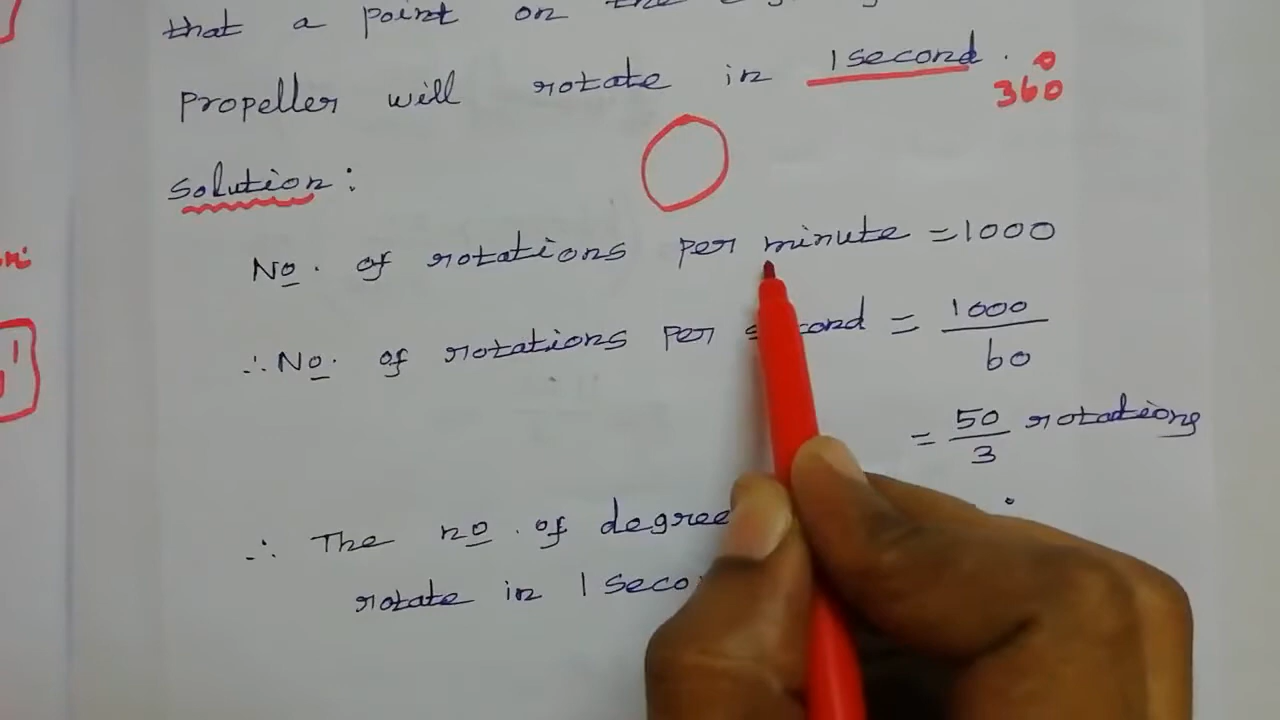 that a point on the
propeller will rotate in 1 second.
360°
Solution:
No. of rotations per minute = 1000
∴ No. of rotations per second = 1000/60
= 50/3 rotations
∴ The no. of degree
rotate in 1 seco